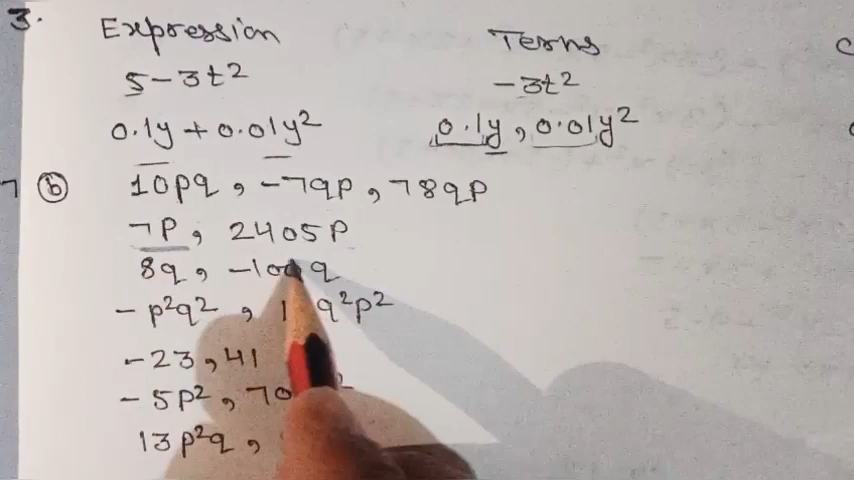 3. Expression Terms
5 - 3t² -3t²
0.1y + 0.01y² 0.1y, 0.01y²
7 (b) 10pq, -7qp, 78qp
7P, 2405P
8q, -100q
- p²q², 1 q²p²
-23, 41
- 5p², 70
13p²q,